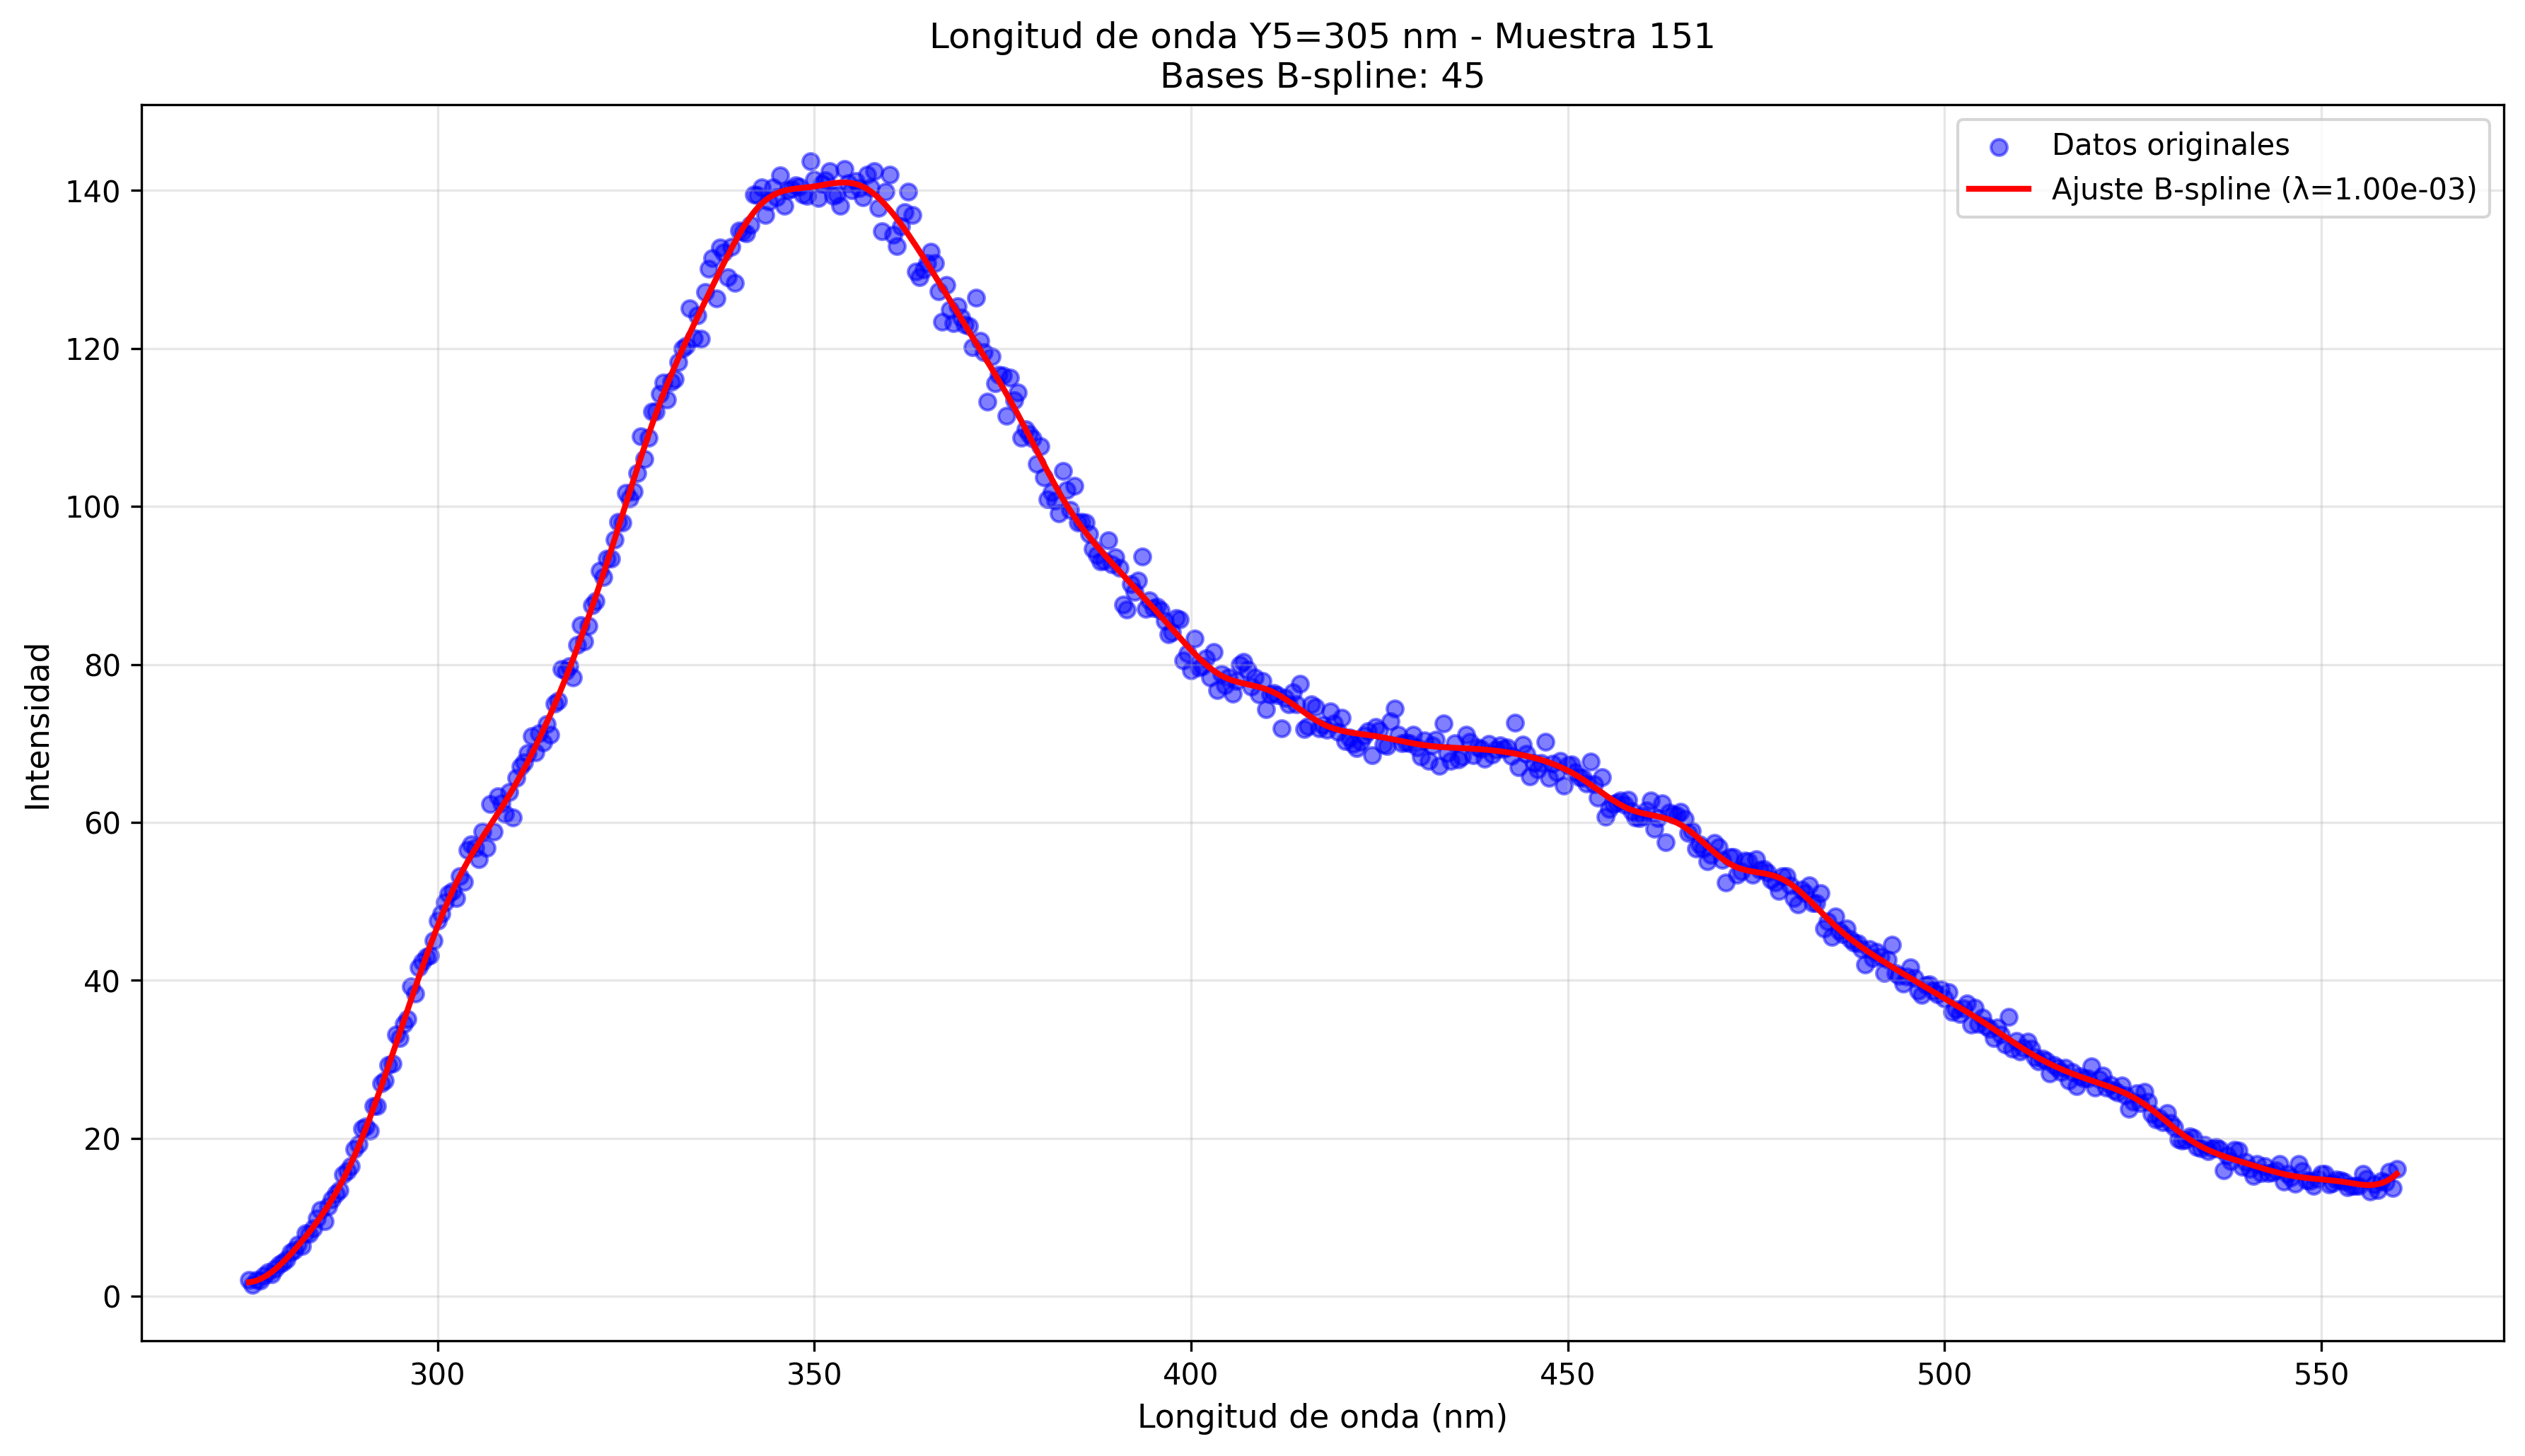 Longitud de onda Y5=305 nm - Muestra 151
Bases B-spline: 45
Datos originales
Ajuste B-spline (λ=1.00e-03)
Intensidad
140
120
100
80
60
40
20
0
300 350 400 450 500 550
Longitud de onda (nm)